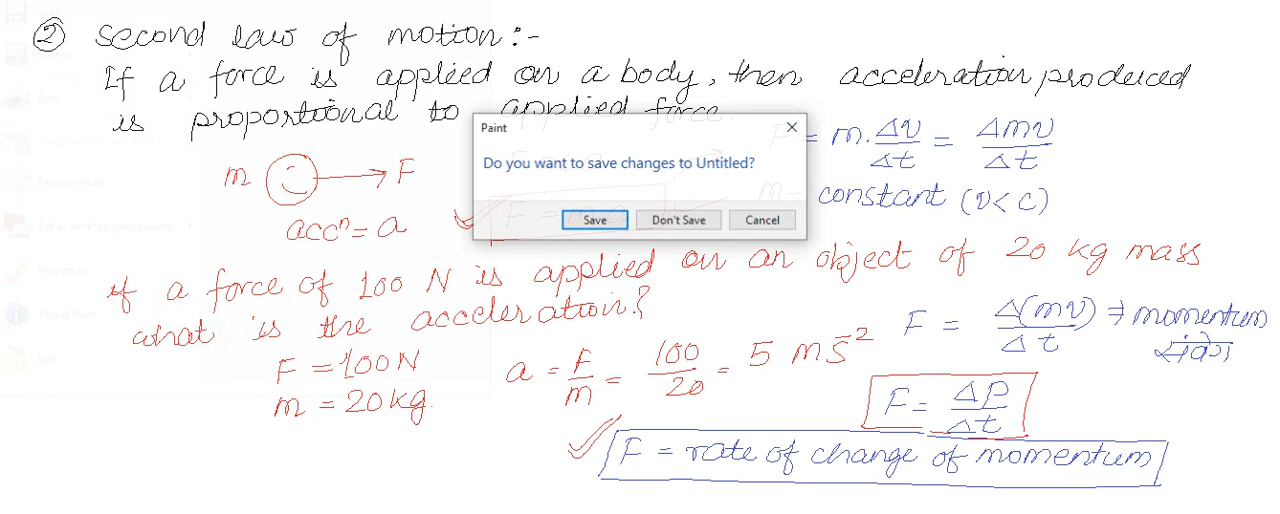 ② Second law of motion :-
If a force is applied on a body, then acceleration produced
is proportional to applied force.
F = m. Δv/Δt = Δmv/Δt
constant (v < c)
m → F
accⁿ = a
Paint
Do you want to save changes to Untitled?
Save Don't Save Cancel
if a force of 100 N is applied on an object of 20 kg mass
what is the acceleration?
F = 100 N
m = 20 kg.
a = F/m = 100/20 = 5 ms⁻²
F = Δ(mv)/Δt → momentum
F = Δp/Δt
F = rate of change of momentum